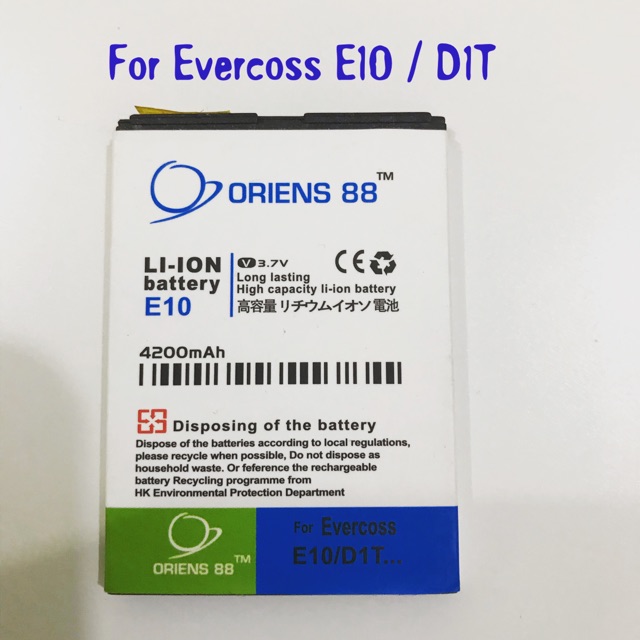 For Evercoss E10 / D1T
ORIENS 88™
LI-ION
battery
E10
V 3.7V
Long lasting
High capacity li-ion battery
高容量リチウムイオソ電池
CE
4200mAh
Disposing of the battery
Dispose of the batteries according to local regulations,
please recycle when possible, Do not dispose as
household waste. Or reference the rechargeable
battery Recycling programme from
HK Environmental Protection Department
ORIENS 88™
For Evercoss
E10/D1T...